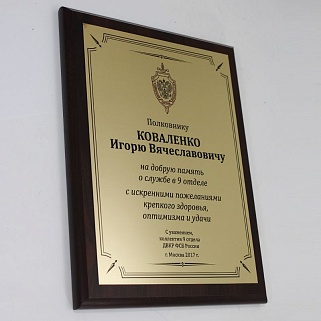 Полковнику
КОВАЛЕНКО
Игорю Вячеславовичу
на добрую память
о службе в 9 отделе
с искренними пожеланиями
крепкого здоровья,
оптимизма и удачи
С уважением,
коллектив 9 отдела
ДВКР ФСБ России
г. Москва 2017 г.